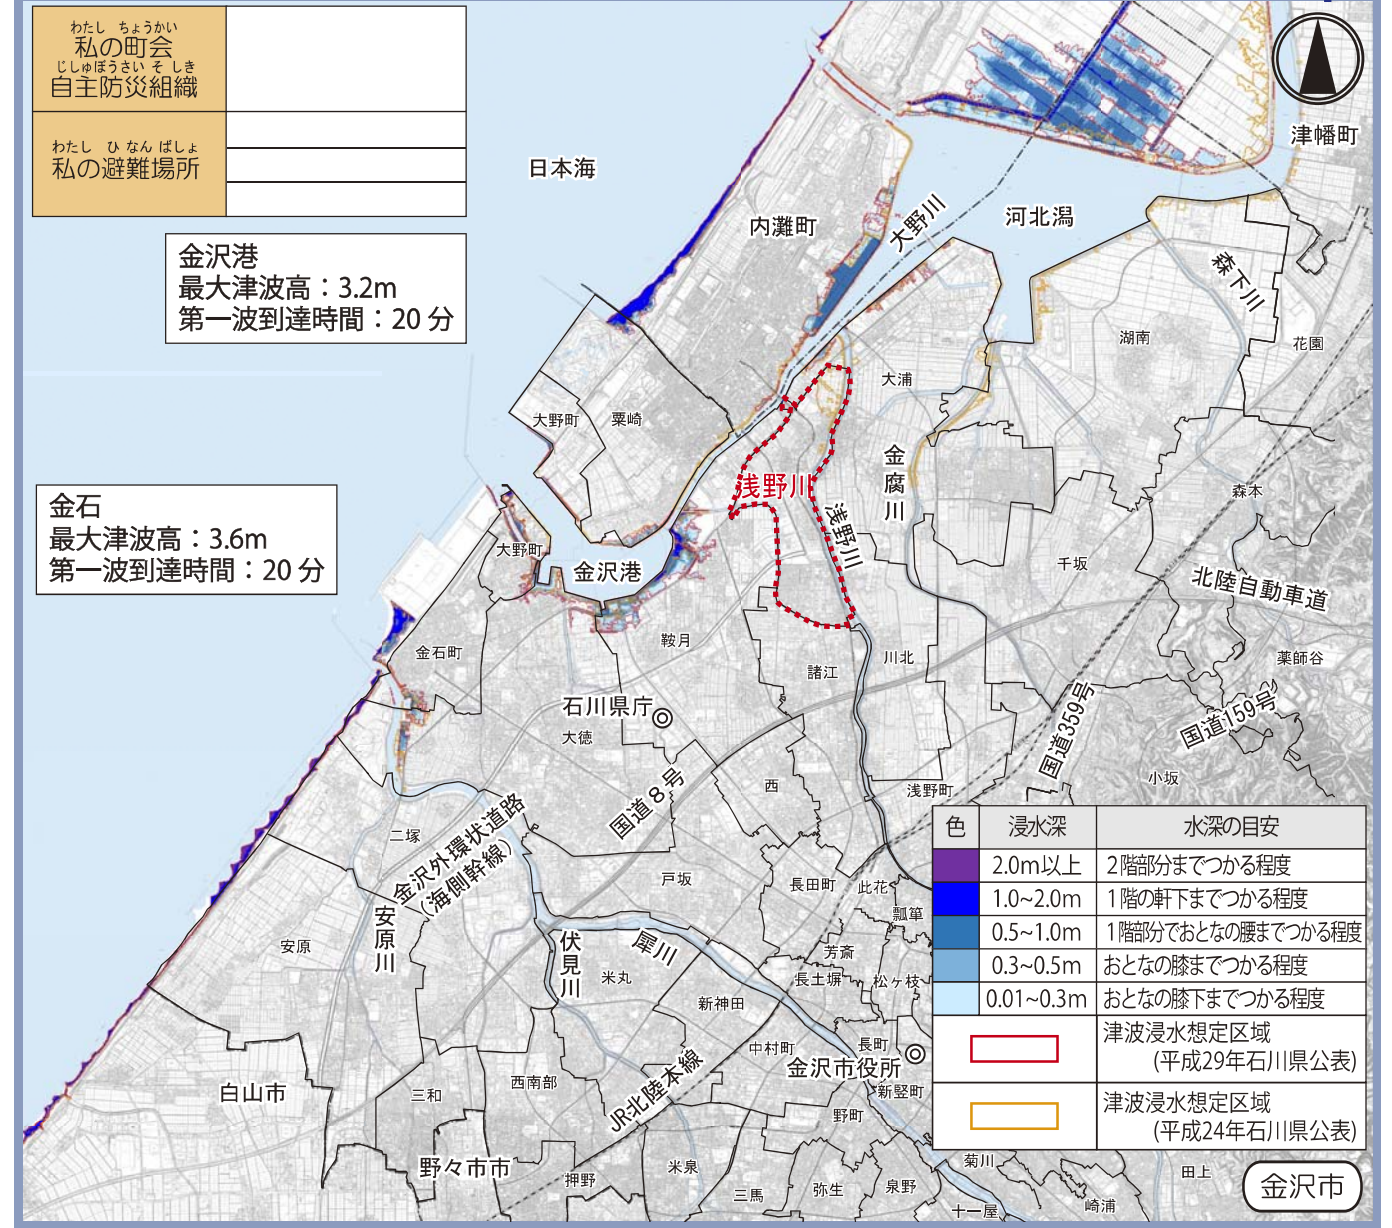 わたし ちょうかい
私の町会
じしゅぼうさい そ しき
自主防災組織
わたし ひ なん ばしょ
私の避難場所
金沢港
最大津波高：3.2m
第一波到達時間：20 分
金石
最大津波高：3.6m
第一波到達時間：20 分
日本海
津幡町
内灘町
大野川
河北潟
森下川
花園
湖南
大浦
大野町
粟崎
金腐川
浅野川
浅野川
森本
大野町
金沢港
千坂
北陸自動車道
金石町
鞍月
諸江
川北
薬師谷
石川県庁
大徳
国道359号
国道159号
国道８号
西
浅野町
小坂
二塚
金沢外環状道路
(海側幹線)
戸坂
長田町
此花
瓢箪
安原
安原川
伏見川
犀川
米丸
芳斎
長土塀
松ヶ枝
新神田
中村町
長町
金沢市役所
新竪町
白山市
三和
西南部
JR北陸本線
野町
野々市市
押野
米泉
三馬
弥生
泉野
菊川
十一屋
崎浦
田上
色 浸水深 水深の目安
2.0m以上 ２階部分までつかる程度
1.0~2.0m １階の軒下までつかる程度
0.5~1.0m １階部分でおとなの腰までつかる程度
0.3~0.5m おとなの膝までつかる程度
0.01~0.3m おとなの膝下までつかる程度
津波浸水想定区域
(平成29年石川県公表)
津波浸水想定区域
(平成24年石川県公表)
金沢市